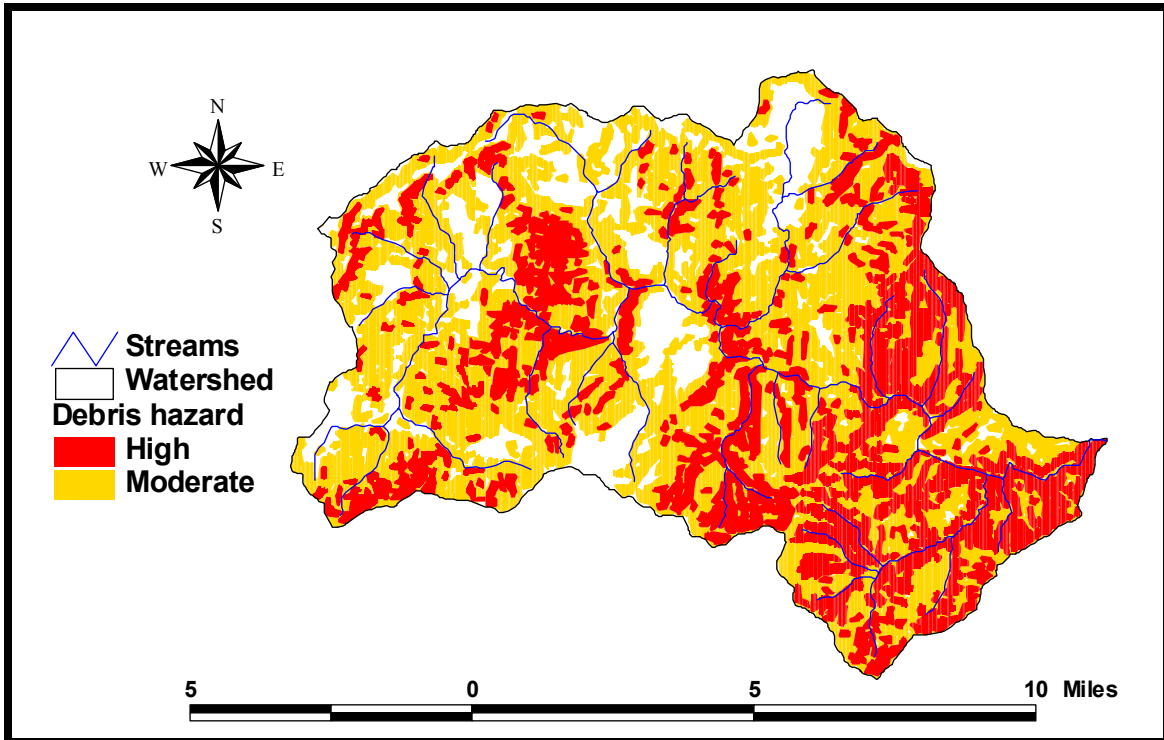 N
W E
S
Streams
Watershed
Debris hazard
High
Moderate
5 0 5 10 Miles